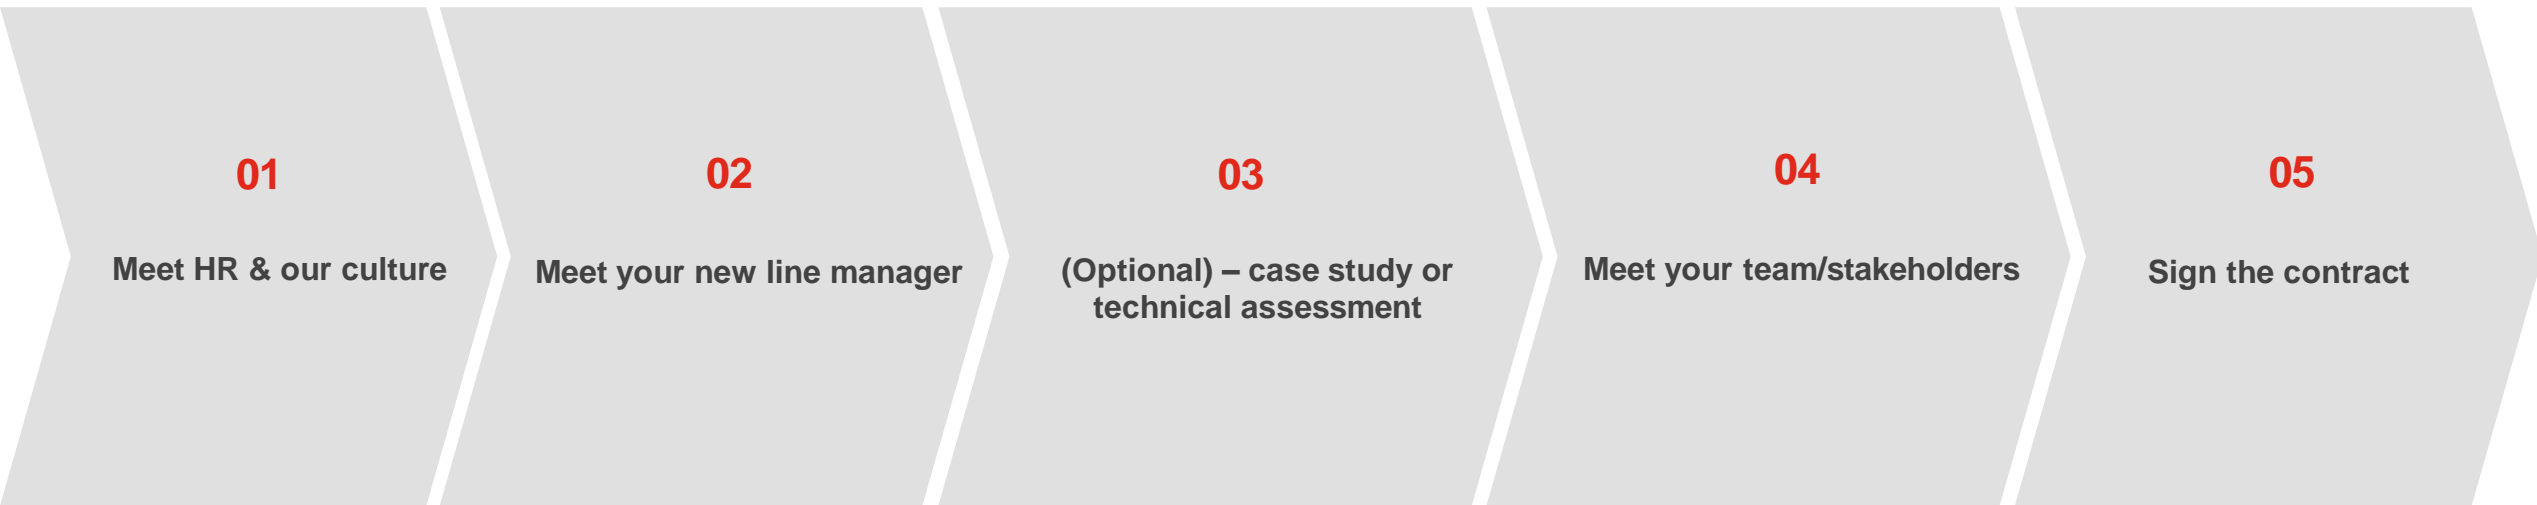 01
Meet HR & our culture
02
Meet your new line manager
03
(Optional) – case study or
technical assessment
04
Meet your team/stakeholders
05
Sign the contract